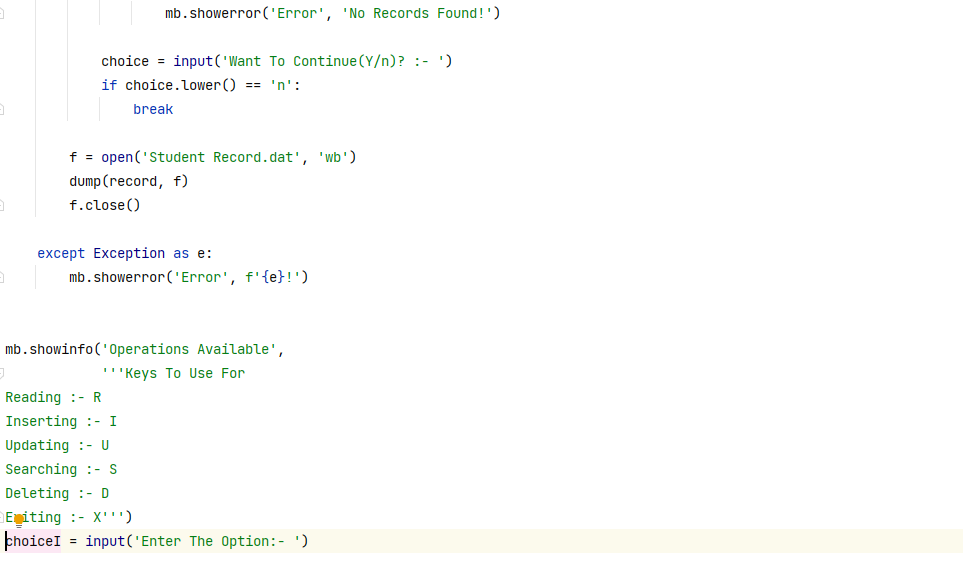 mb.showerror('Error', 'No Records Found!')
choice = input('Want To Continue(Y/n)? :- ')
if choice.lower() == 'n':
break
f = open('Student Record.dat', 'wb')
dump(record, f)
f.close()
except Exception as e:
mb.showerror('Error', f'{e}!')
mb.showinfo('Operations Available',
'''Keys To Use For
Reading :- R
Inserting :- I
Updating :- U
Searching :- S
Deleting :- D
Exiting :- X''')
choiceI = input('Enter The Option:- ')